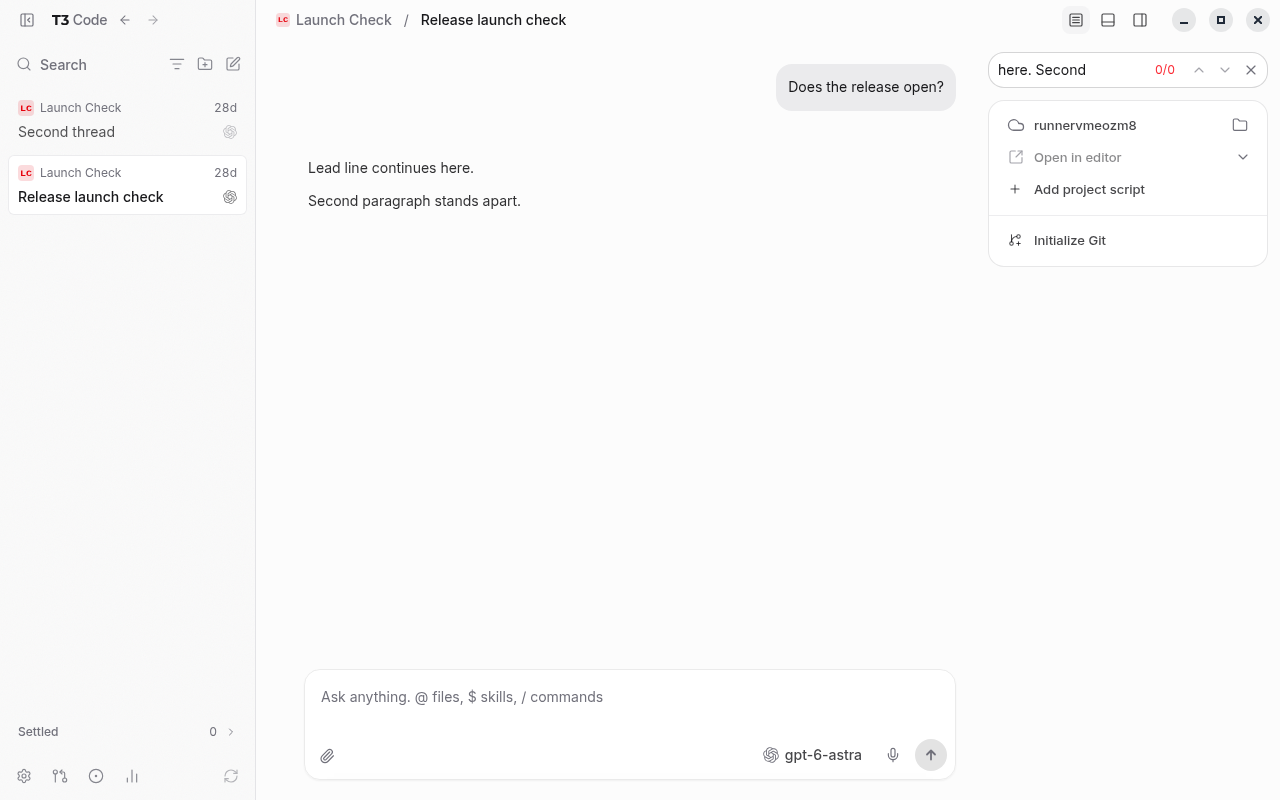 T3 Code
Search
LC Launch Check 28d
Second thread
LC Launch Check 28d
Release launch check
Settled 0
LC Launch Check / Release launch check
Does the release open?
Lead line continues here.
Second paragraph stands apart.
here. Second 0/0
runnervmeozm8
Open in editor
Add project script
Initialize Git
Ask anything. @ files, $ skills, / commands
gpt-6-astra